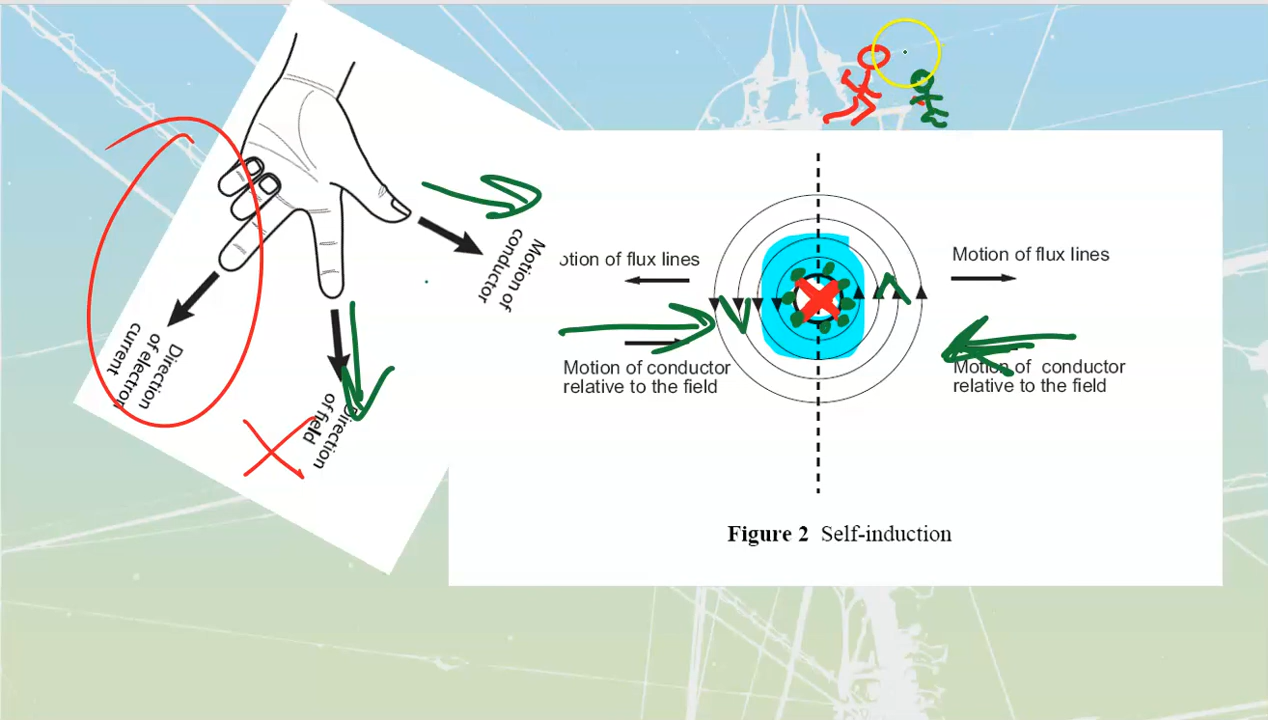 Motion of
conductor
Direction
of field
Direction
of electron
current
otion of flux lines
Motion of flux lines
Motion of conductor
relative to the field
Motion of conductor
relative to the field
Figure 2 Self-induction